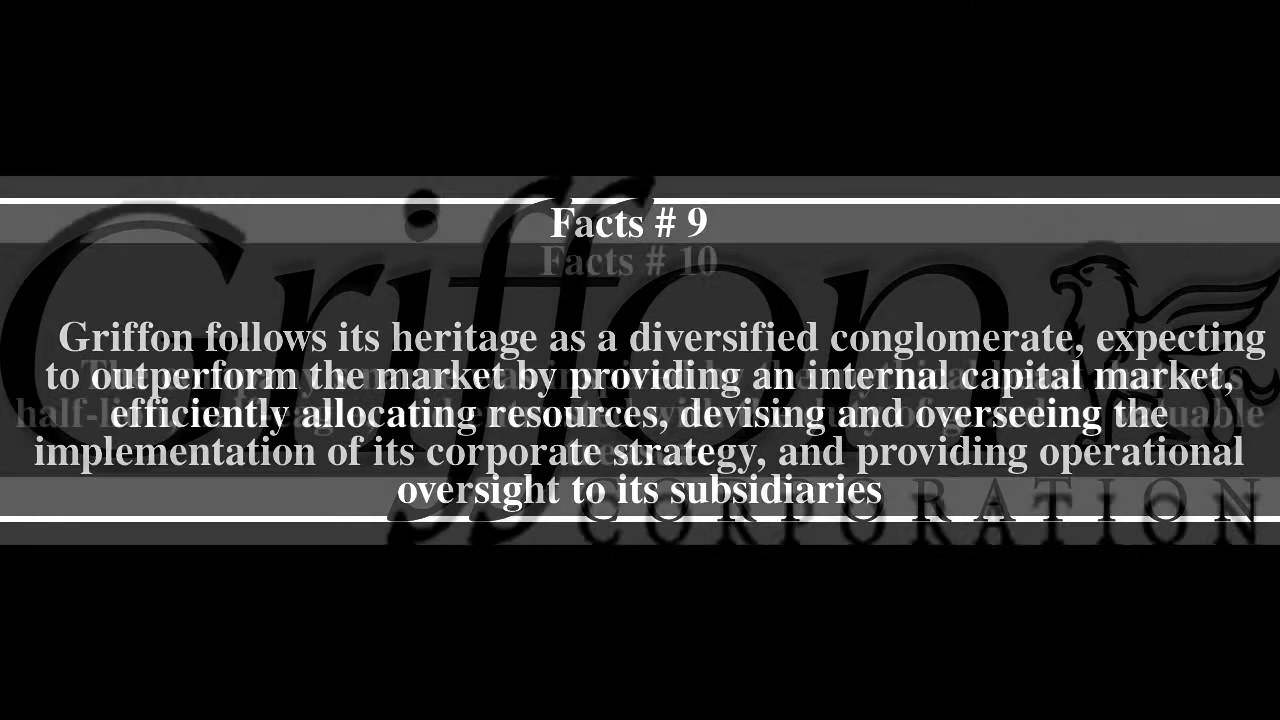 Facts # 9
Facts # 10
Griffon follows its heritage as a diversified conglomerate, expecting
to outperform the market by providing an internal capital market,
efficiently allocating resources, devising and overseeing the
implementation of its corporate strategy, and providing operational
oversight to its subsidiaries
Griffon
CORPORATION